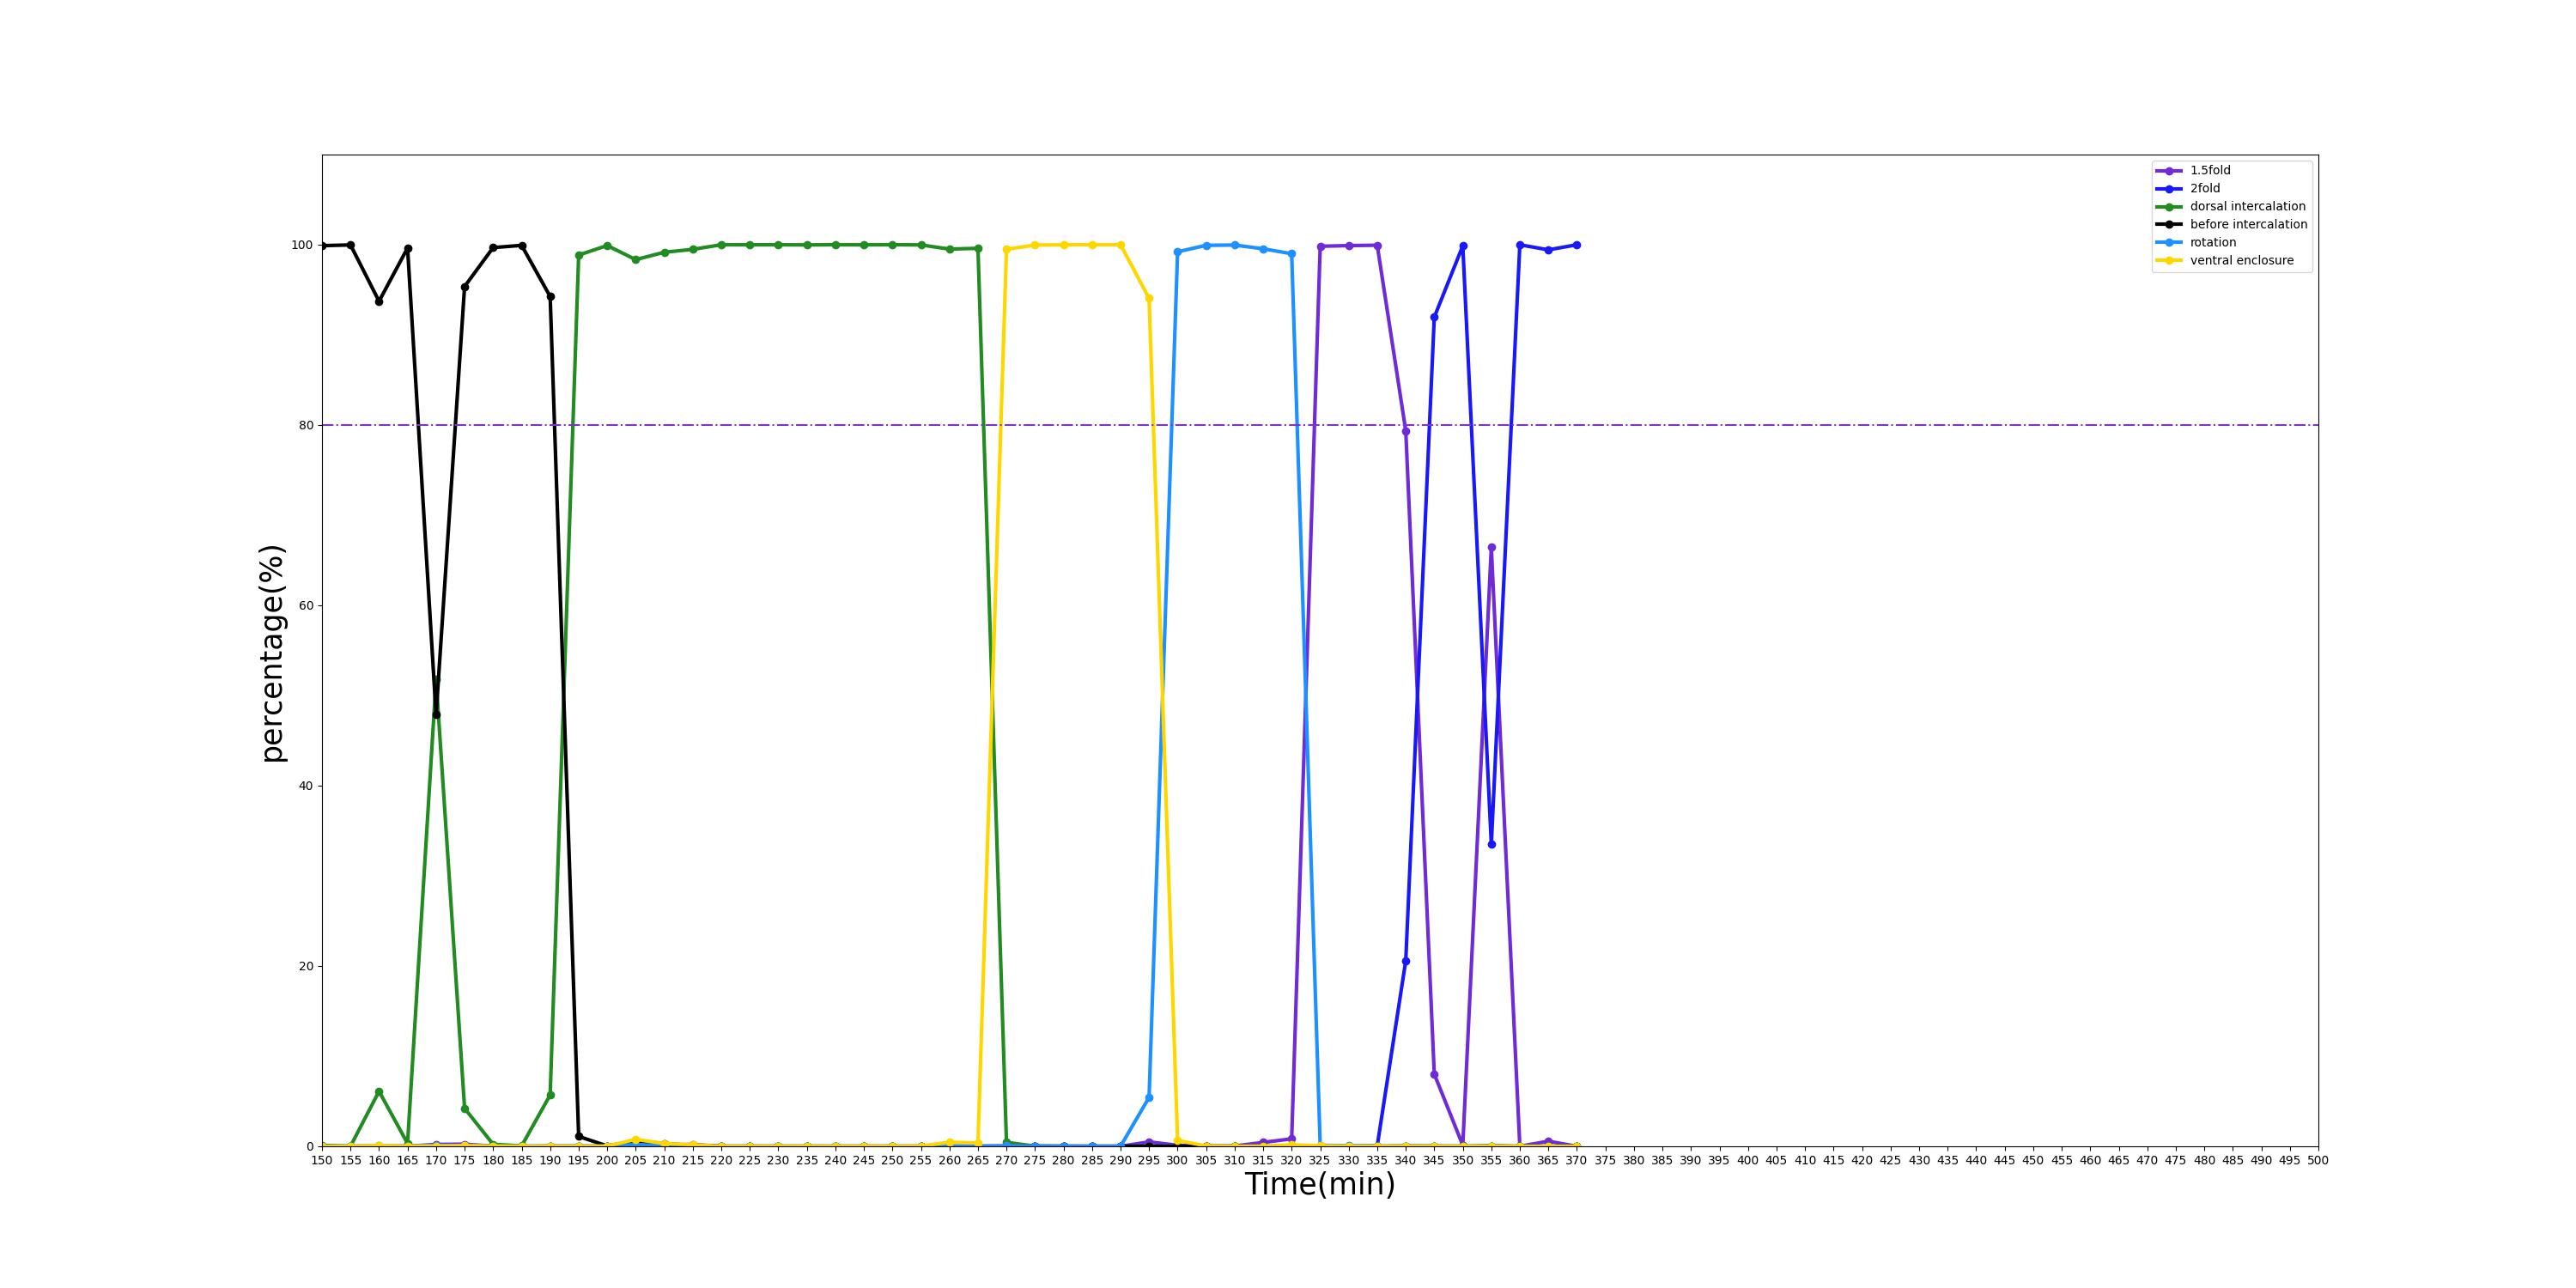 1.5fold
2fold
dorsal intercalation
before intercalation
rotation
ventral enclosure
100
80
60
40
20
0
percentage(%)
150 155 160 165 170 175 180 185 190 195 200 205 210 215 220 225 230 235 240 245 250 255 260 265 270 275 280 285 290 295 300 305 310 315 320 325 330 335 340 345 350 355 360 365 370 375 380 385 390 395 400 405 410 415 420 425 430 435 440 445 450 455 460 465 470 475 480 485 490 495 500
Time(min)